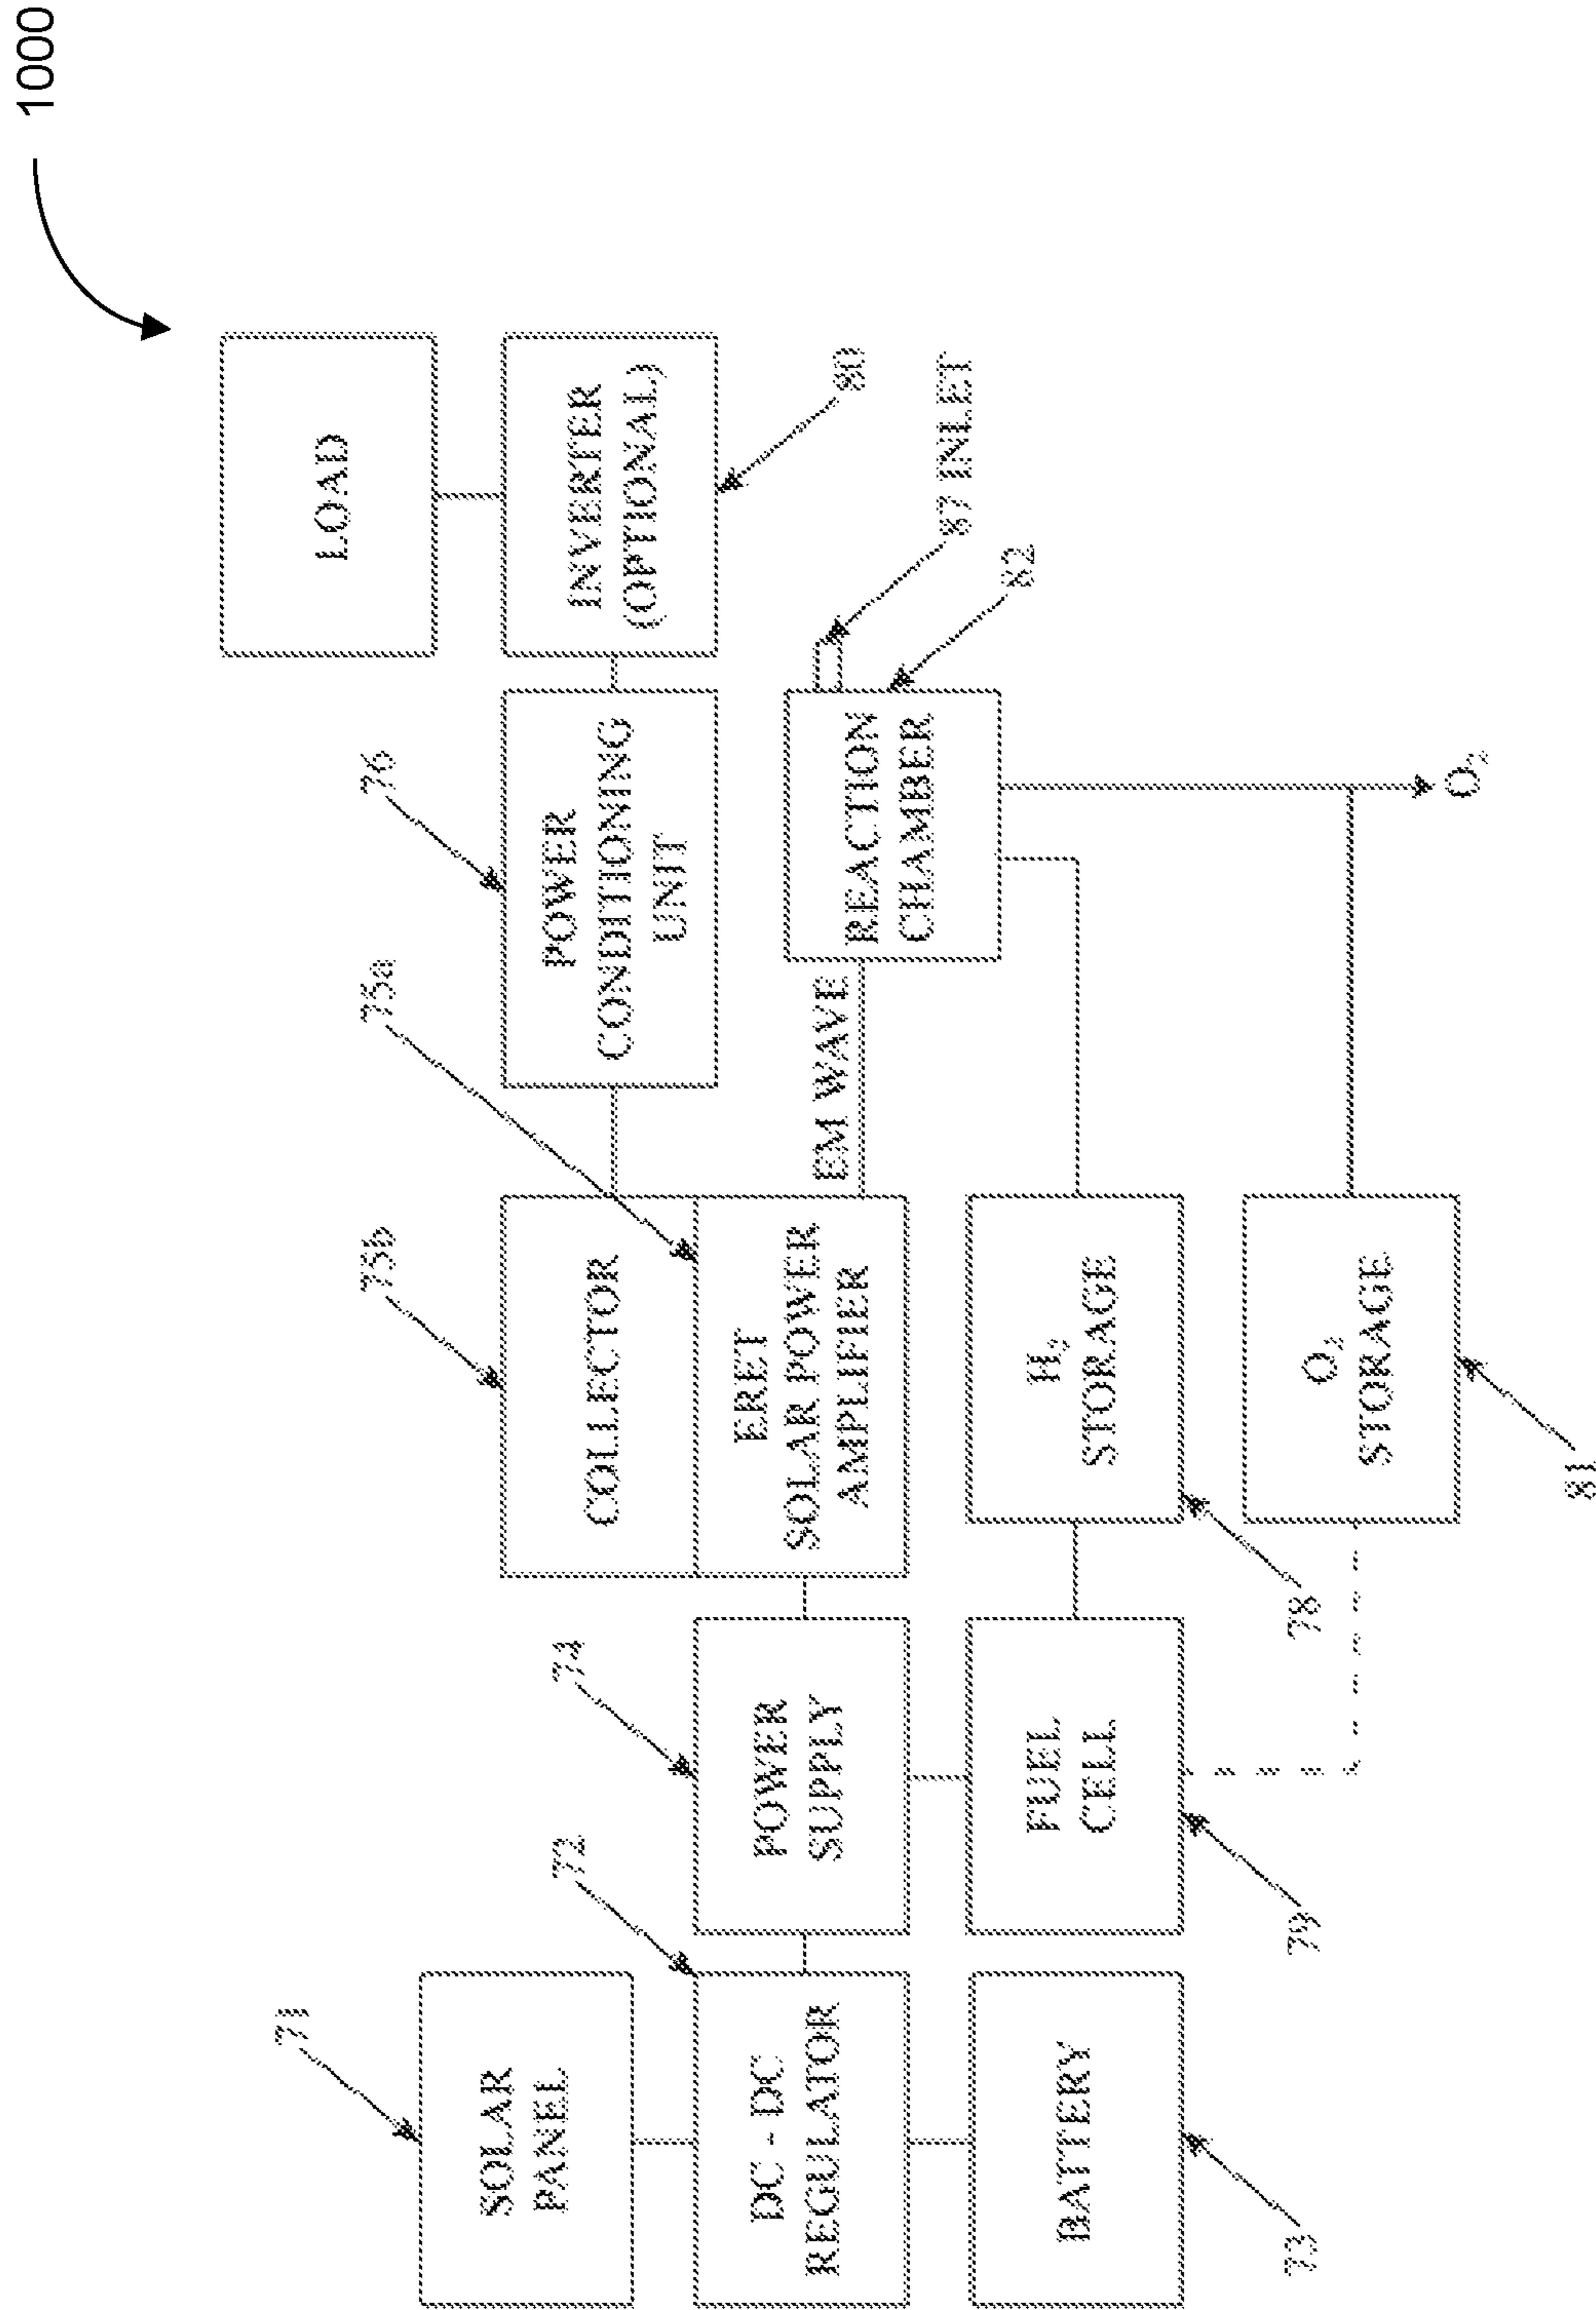 1000
71
SOLAR
PANEL
72
DC - DC
REGULATOR
BATTERY
73
74
POWER
SUPPLY
FUEL
CELL
79
75b
COLLECTOR
75a
ERET
SOLAR POWER
AMPLIFIER
H₂
STORAGE
78
O₂
STORAGE
81
EM WAVE
76
POWER
CONDITIONING
UNIT
REACTION
CHAMBER
82
87 INLET
O₂
LOAD
INVERTER
(OPTIONAL)
80